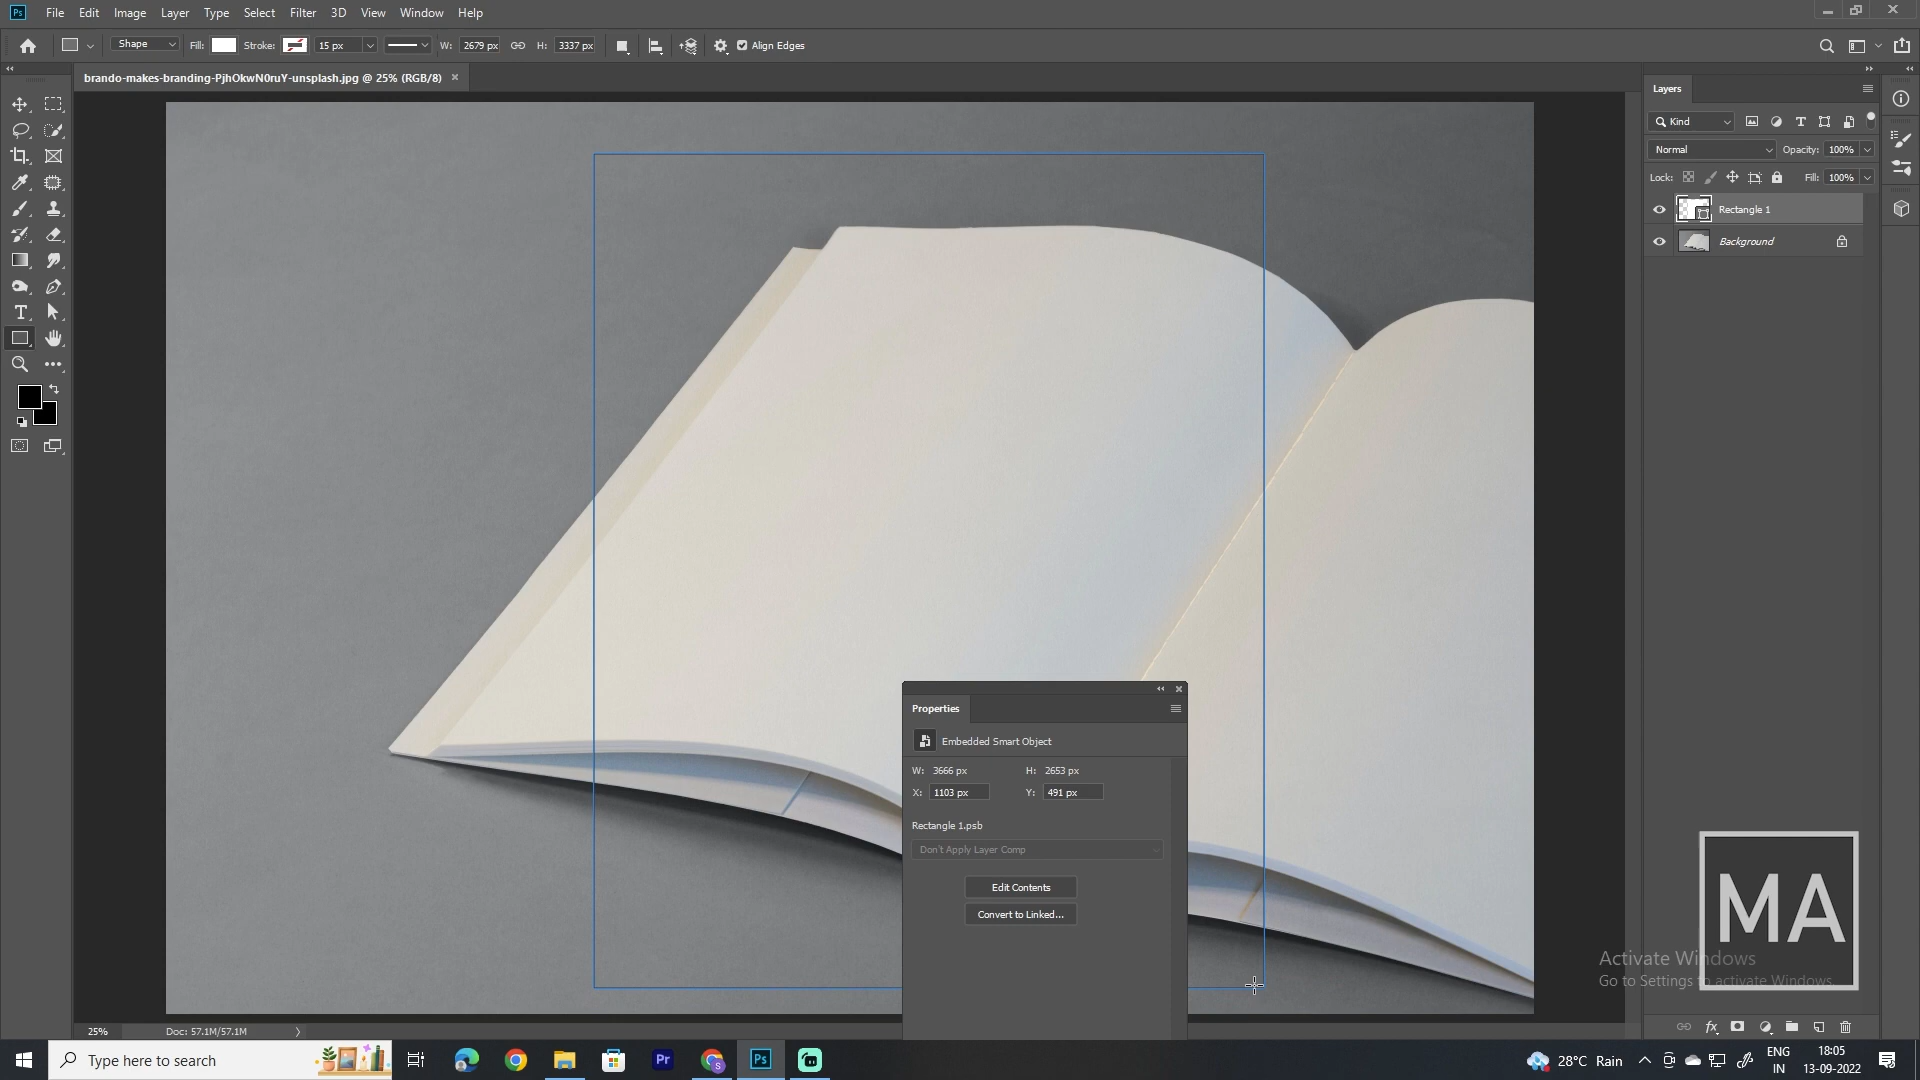 Ps File Edit Image Layer Type Select Filter 3D View Window Help
Shape Fill: Stroke: 15 px W: 2679 px H: 3337 px Align Edges
brando-makes-branding-PjhOkwN0ruY-unsplash.jpg @ 25% (RGB/8) ×
Layers
Kind
Normal Opacity: 100%
Lock: Fill: 100%
Rectangle 1
Background
Properties
Embedded Smart Object
W: 3666 px H: 2653 px
X: 1103 px Y: 491 px
Rectangle 1.psb
Don't Apply Layer Comp
Edit Contents
Convert to Linked...
MA
Activate Windows
Go to Settings to activate Windows.
25% Doc: 57.1M/57.1M
Type here to search
Pr
Ps
28°C Rain
ENG
IN
18:05
13-09-2022